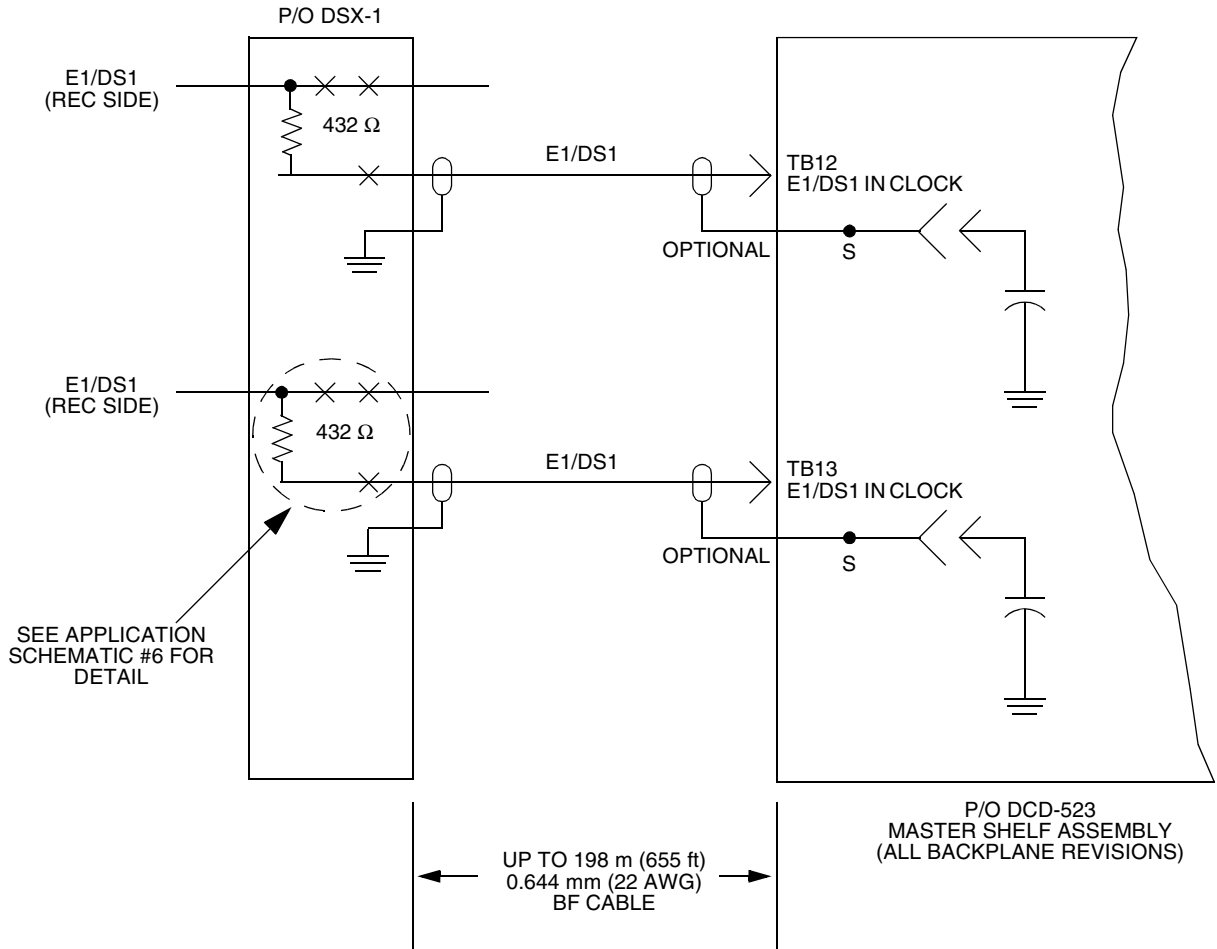 P/O DSX-1
E1/DS1
(REC SIDE)
432 Ω
E1/DS1
TB12
E1/DS1 IN CLOCK
OPTIONAL
S
E1/DS1
(REC SIDE)
432 Ω
E1/DS1
TB13
E1/DS1 IN CLOCK
OPTIONAL
S
SEE APPLICATION
SCHEMATIC #6 FOR
DETAIL
P/O DCD-523
MASTER SHELF ASSEMBLY
(ALL BACKPLANE REVISIONS)
UP TO 198 m (655 ft)
0.644 mm (22 AWG)
BF CABLE